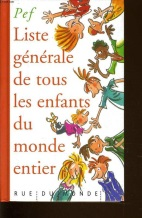 Pef
Liste
générale
de tous
les enfants
du
monde
entier
RUE DU MONDE